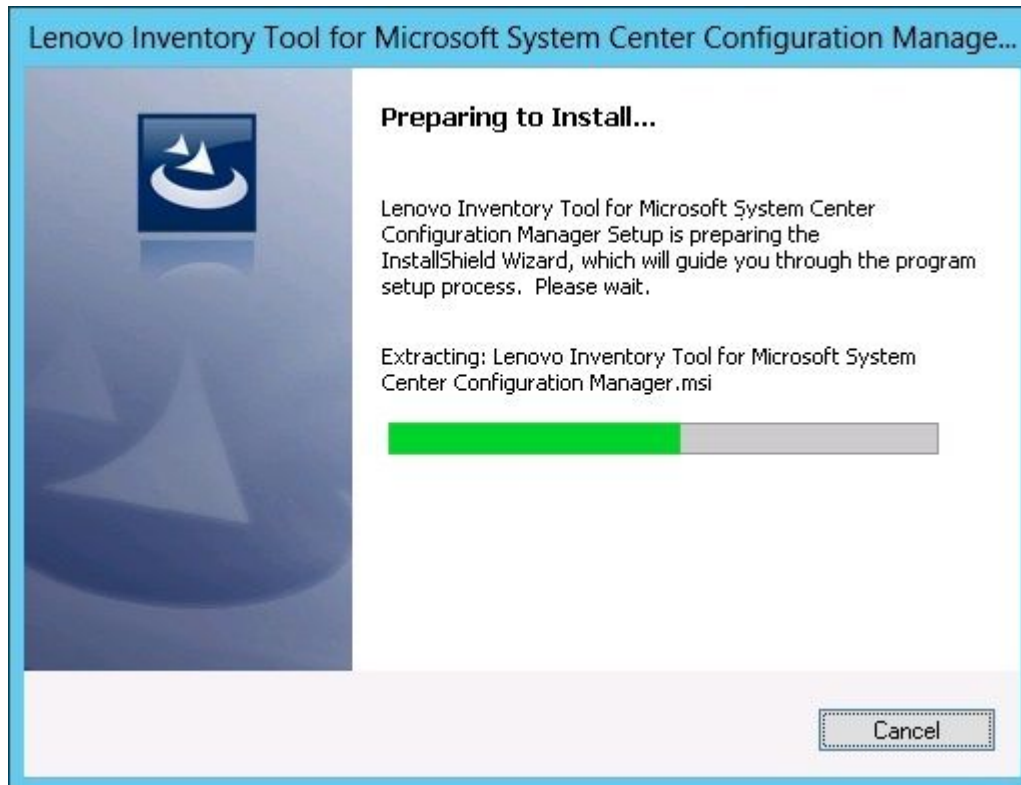 Lenovo Inventory Tool for Microsoft System Center Configuration Manage...
Preparing to Install...
Lenovo Inventory Tool for Microsoft System Center
Configuration Manager Setup is preparing the
InstallShield Wizard, which will guide you through the program
setup process.  Please wait.
Extracting: Lenovo Inventory Tool for Microsoft System
Center Configuration Manager.msi
Cancel